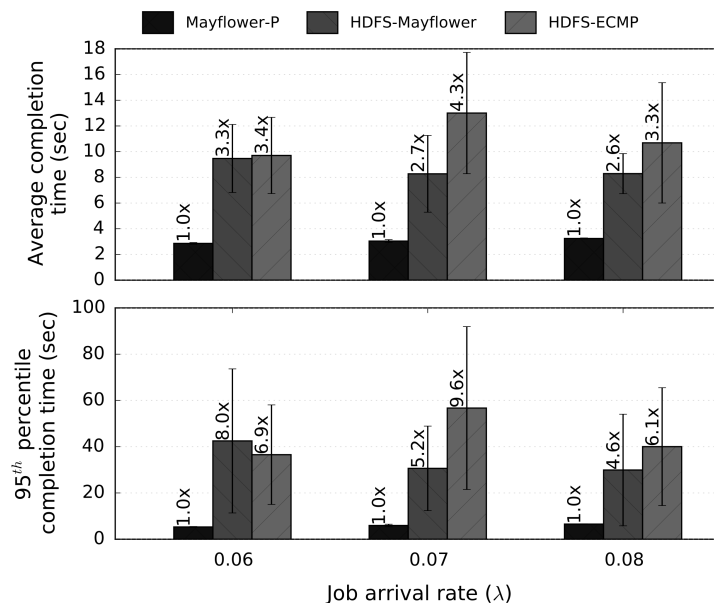 Mayflower-P HDFS-Mayflower HDFS-ECMP
Average completion
time (sec)
18
16
14
12
10
8
6
4
2
0
1.0x 3.3x 3.4x 1.0x 2.7x 4.3x 1.0x 2.6x 3.3x
95th percentile
completion time (sec)
100
80
60
40
20
0
1.0x 8.0x 6.9x 1.0x 5.2x 9.6x 1.0x 4.6x 6.1x
0.06 0.07 0.08
Job arrival rate (λ)